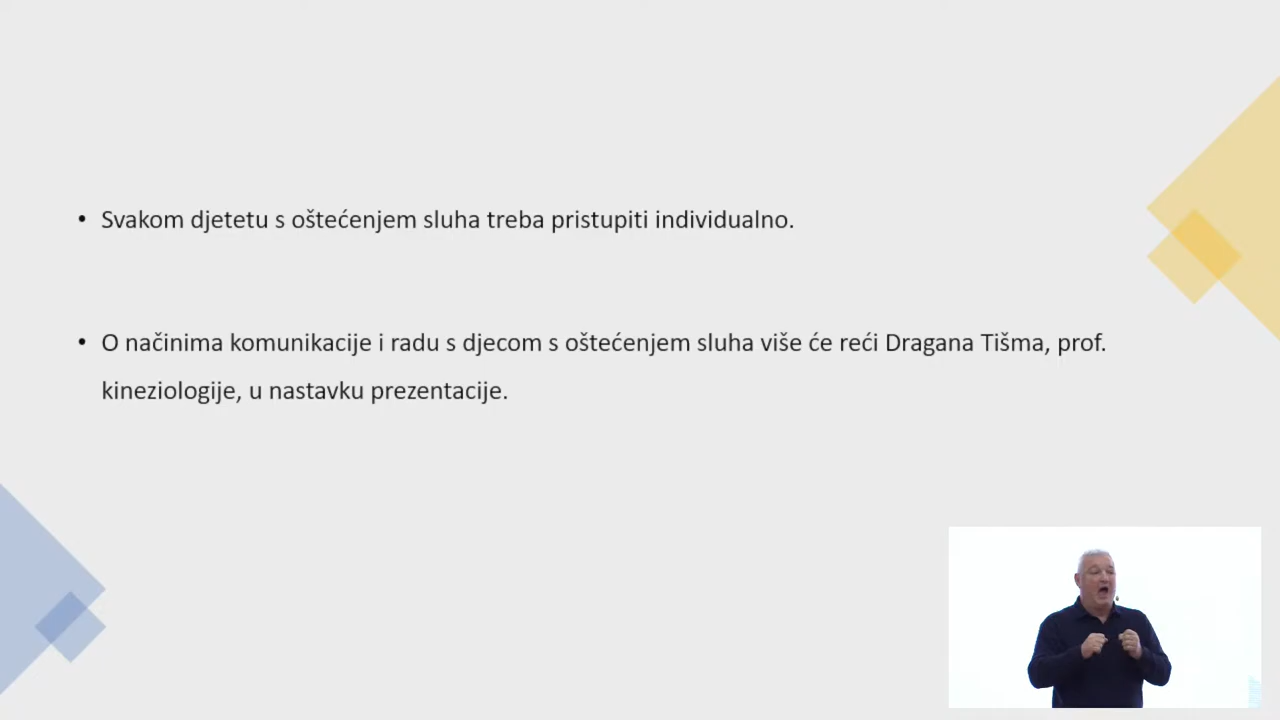 • Svakom djetetu s oštećenjem sluha treba pristupiti individualno.
• O načinima komunikacije i radu s djecom s oštećenjem sluha više će reći Dragana Tišma, prof.
kineziologije, u nastavku prezentacije.